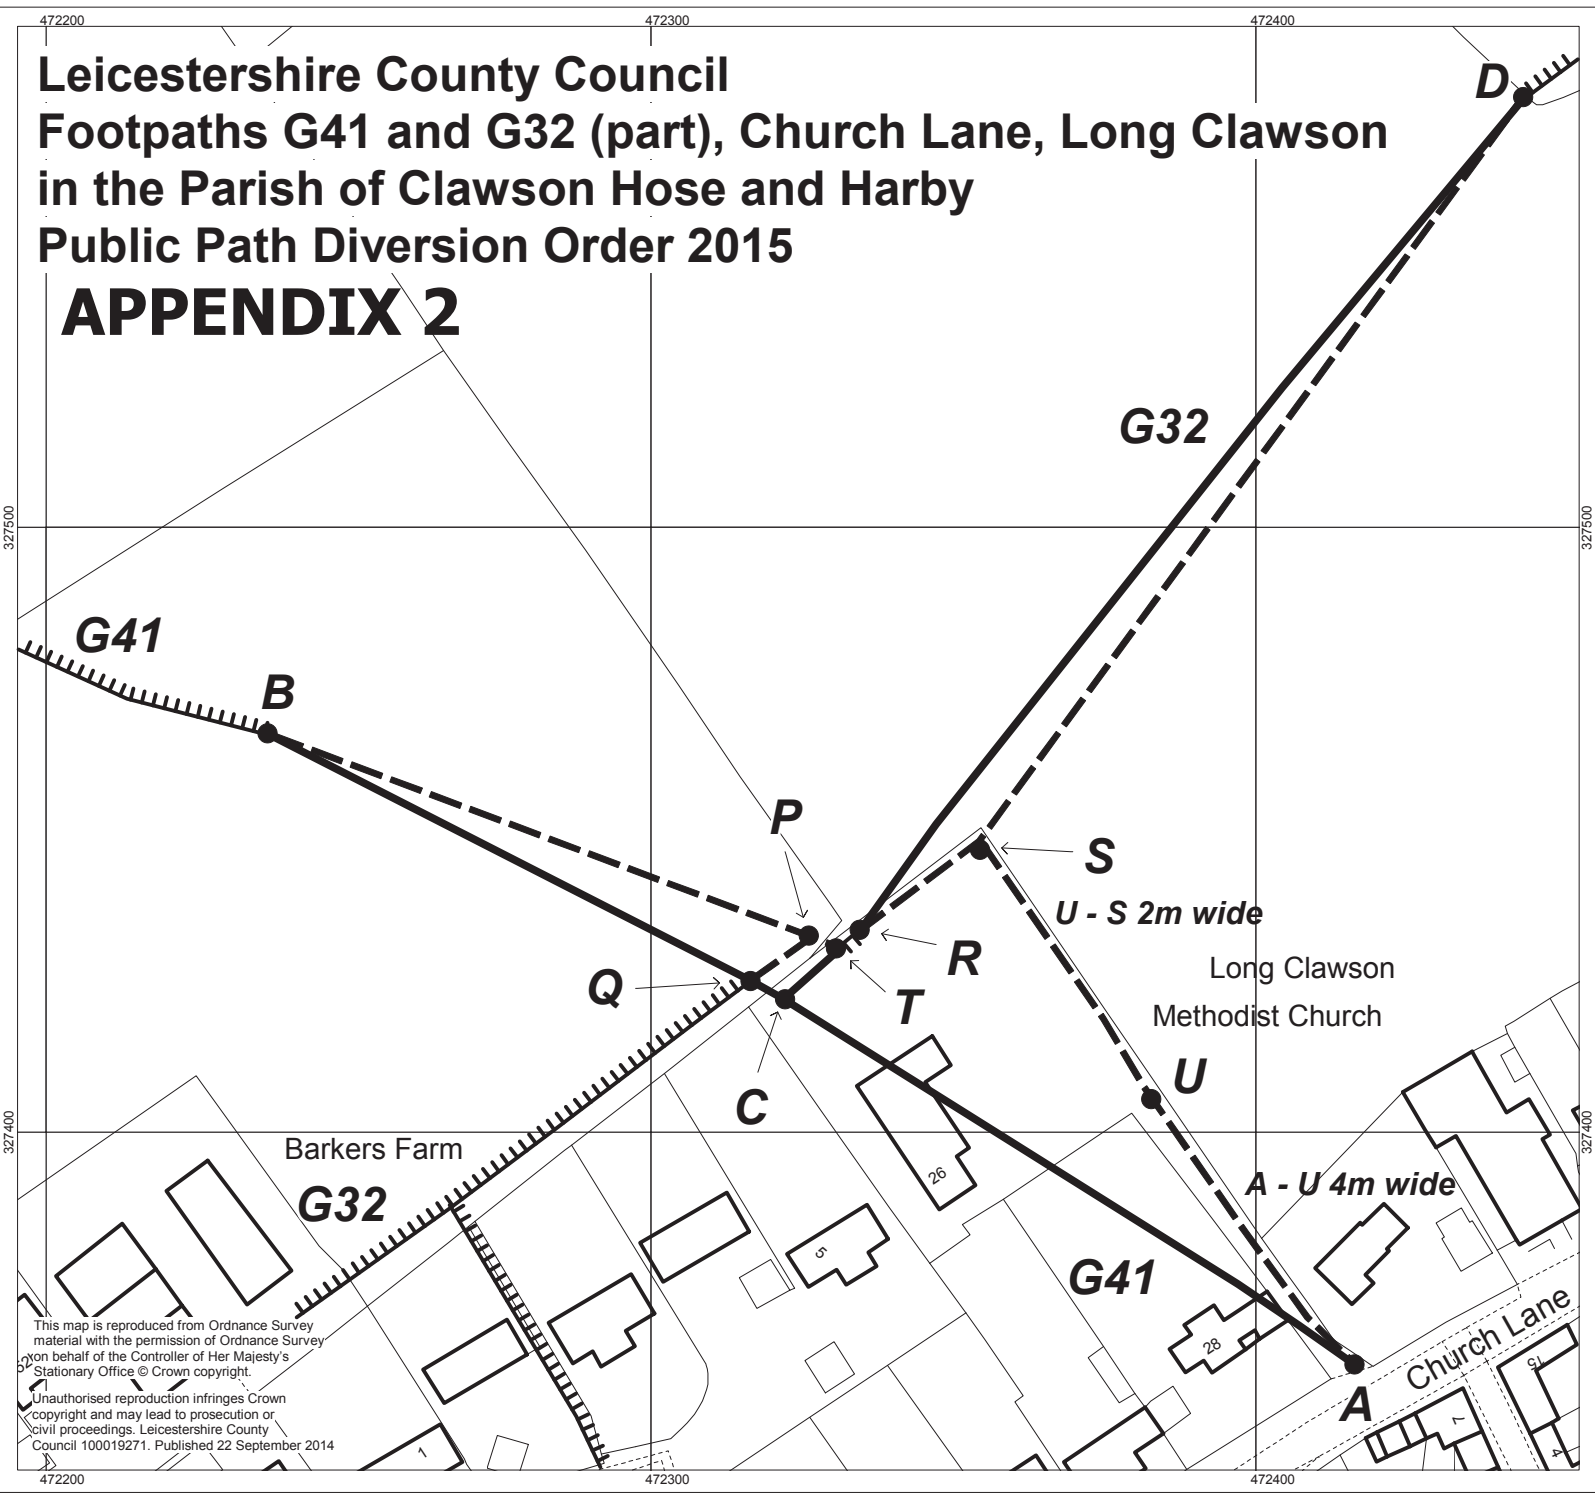 472200
472300
472400
Leicestershire County Council
Footpaths G41 and G32 (part), Church Lane, Long Clawson
in the Parish of Clawson Hose and Harby
Public Path Diversion Order 2015
APPENDIX 2
D
G32
327500
327500
G41
B
P
S
U - S 2m wide
R
Long Clawson
Q
T
Methodist Church
U
C
327400
327400
Barkers Farm
26
A - U 4m wide
G32
5
G41
28
Church Lane
This map is reproduced from Ordnance Survey
material with the permission of Ordnance Survey
on behalf of the Controller of Her Majesty's
Stationary Office © Crown copyright.
52
15
A
Unauthorised reproduction infringes Crown
copyright and may lead to prosecution or
civil proceedings. Leicestershire County
Council 100019271. Published 22 September 2014
1
7
4
472200
472300
472400